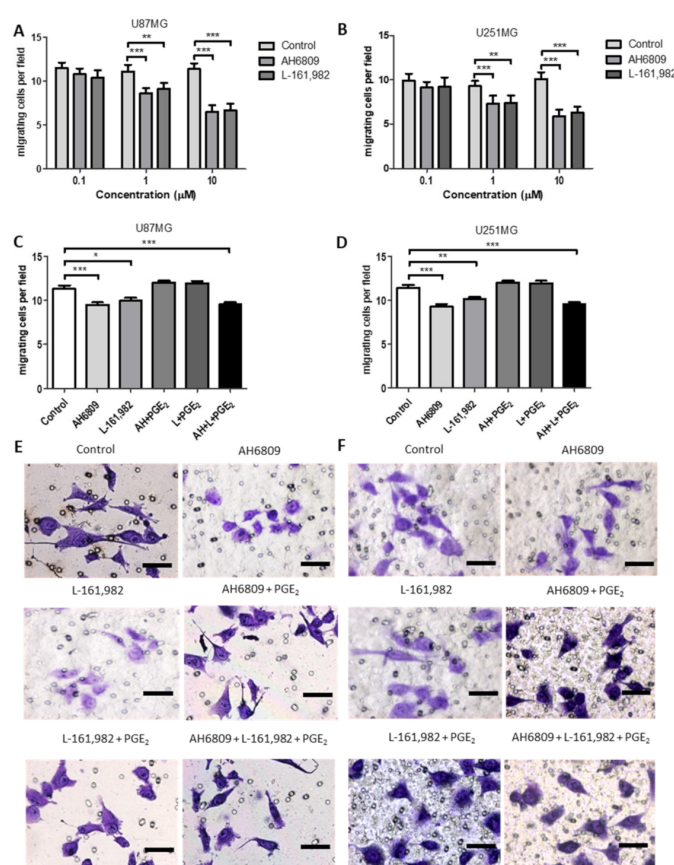 A
U87MG
migrating cells per field
15
10
5
0
*** ** *** ***
0.1 1 10
Concentration (μM)
Control
AH6809
L-161,982
B
U251MG
migrating cells per field
15
10
5
0
*** ** *** ***
0.1 1 10
Concentration (μM)
Control
AH6809
L-161,982
C
U87MG
migrating cells per field
15
10
5
0
***
*
***
Control AH6809 L-161,982 AH+PGE₂ L+PGE₂ AH+L+PGE₂
D
U251MG
migrating cells per field
15
10
5
0
***
**
***
Control AH6809 L-161,982 AH+PGE₂ L+PGE₂ AH+L+PGE₂
E
Control AH6809
L-161,982 AH6809 + PGE₂
L-161,982 + PGE₂ AH6809 + L-161,982 + PGE₂
F
Control AH6809
L-161,982 AH6809 + PGE₂
L-161,982 + PGE₂ AH6809 + L-161,982 + PGE₂